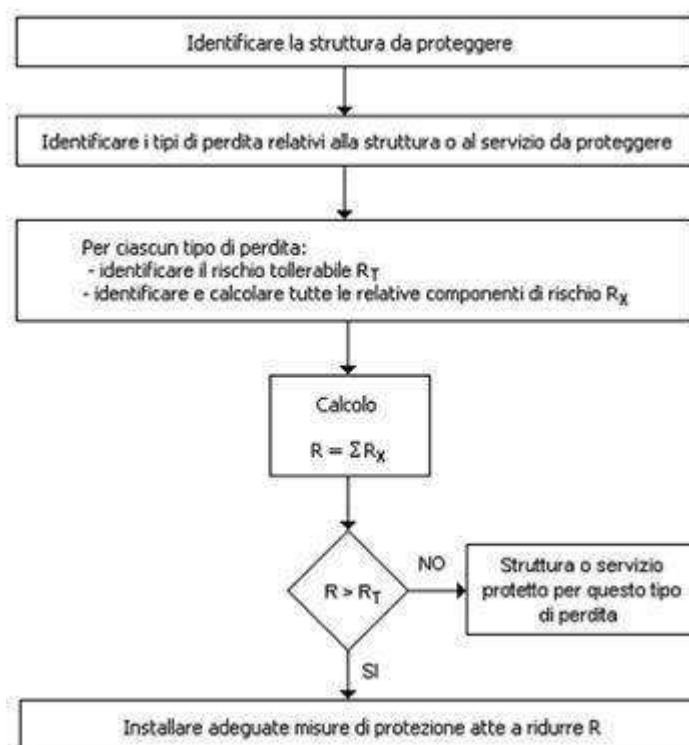 Identificare la struttura da proteggere
Identificare i tipi di perdita relativi alla struttura o al servizio da proteggere
Per ciascun tipo di perdita:
- identificare il rischio tollerabile RT
- identificare e calcolare tutte le relative componenti di rischio RX
Calcolo
R = ΣRX
R > RT
NO
Struttura o servizio
protetto per questo tipo
di perdita
SI
Installare adeguate misure di protezione atte a ridurre R